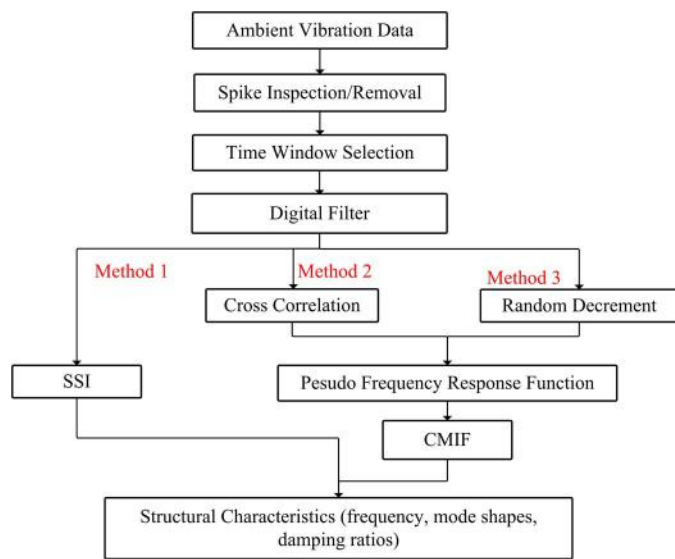 Ambient Vibration Data
Spike Inspection/Removal
Time Window Selection
Digital Filter
Method 1
Method 2
Method 3
Cross Correlation
Random Decrement
SSI
Pesudo Frequency Response Function
CMIF
Structural Characteristics (frequency, mode shapes,
damping ratios)